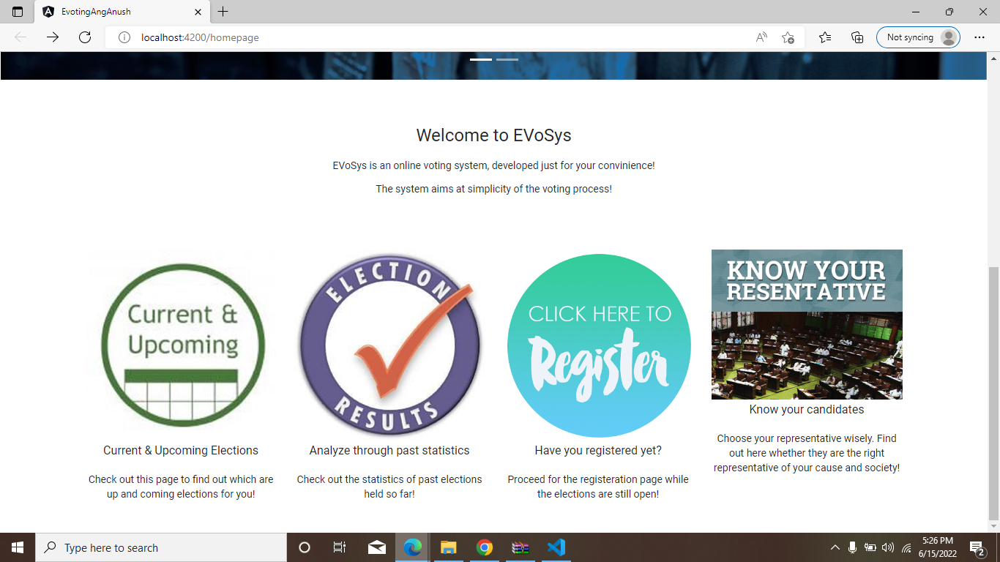 EvotingAngAnush
localhost:4200/homepage
Not syncing
Welcome to EVoSys
EVoSys is an online voting system, developed just for your convinience!
The system aims at simplicity of the voting process!
Current &
Upcoming
Current & Upcoming Elections
Check out this page to find out which are
up and coming elections for you!
ELECTION
RESULTS
Analyze through past statistics
Check out the statistics of past elections
held so far!
CLICK HERE TO
Register
Have you registered yet?
Proceed for the registeration page while
the elections are still open!
KNOW YOUR
RESENTATIVE
Know your candidates
Choose your representative wisely. Find
out here whether they are the right
representative of your cause and society!
Type here to search
5:26 PM
6/15/2022
2